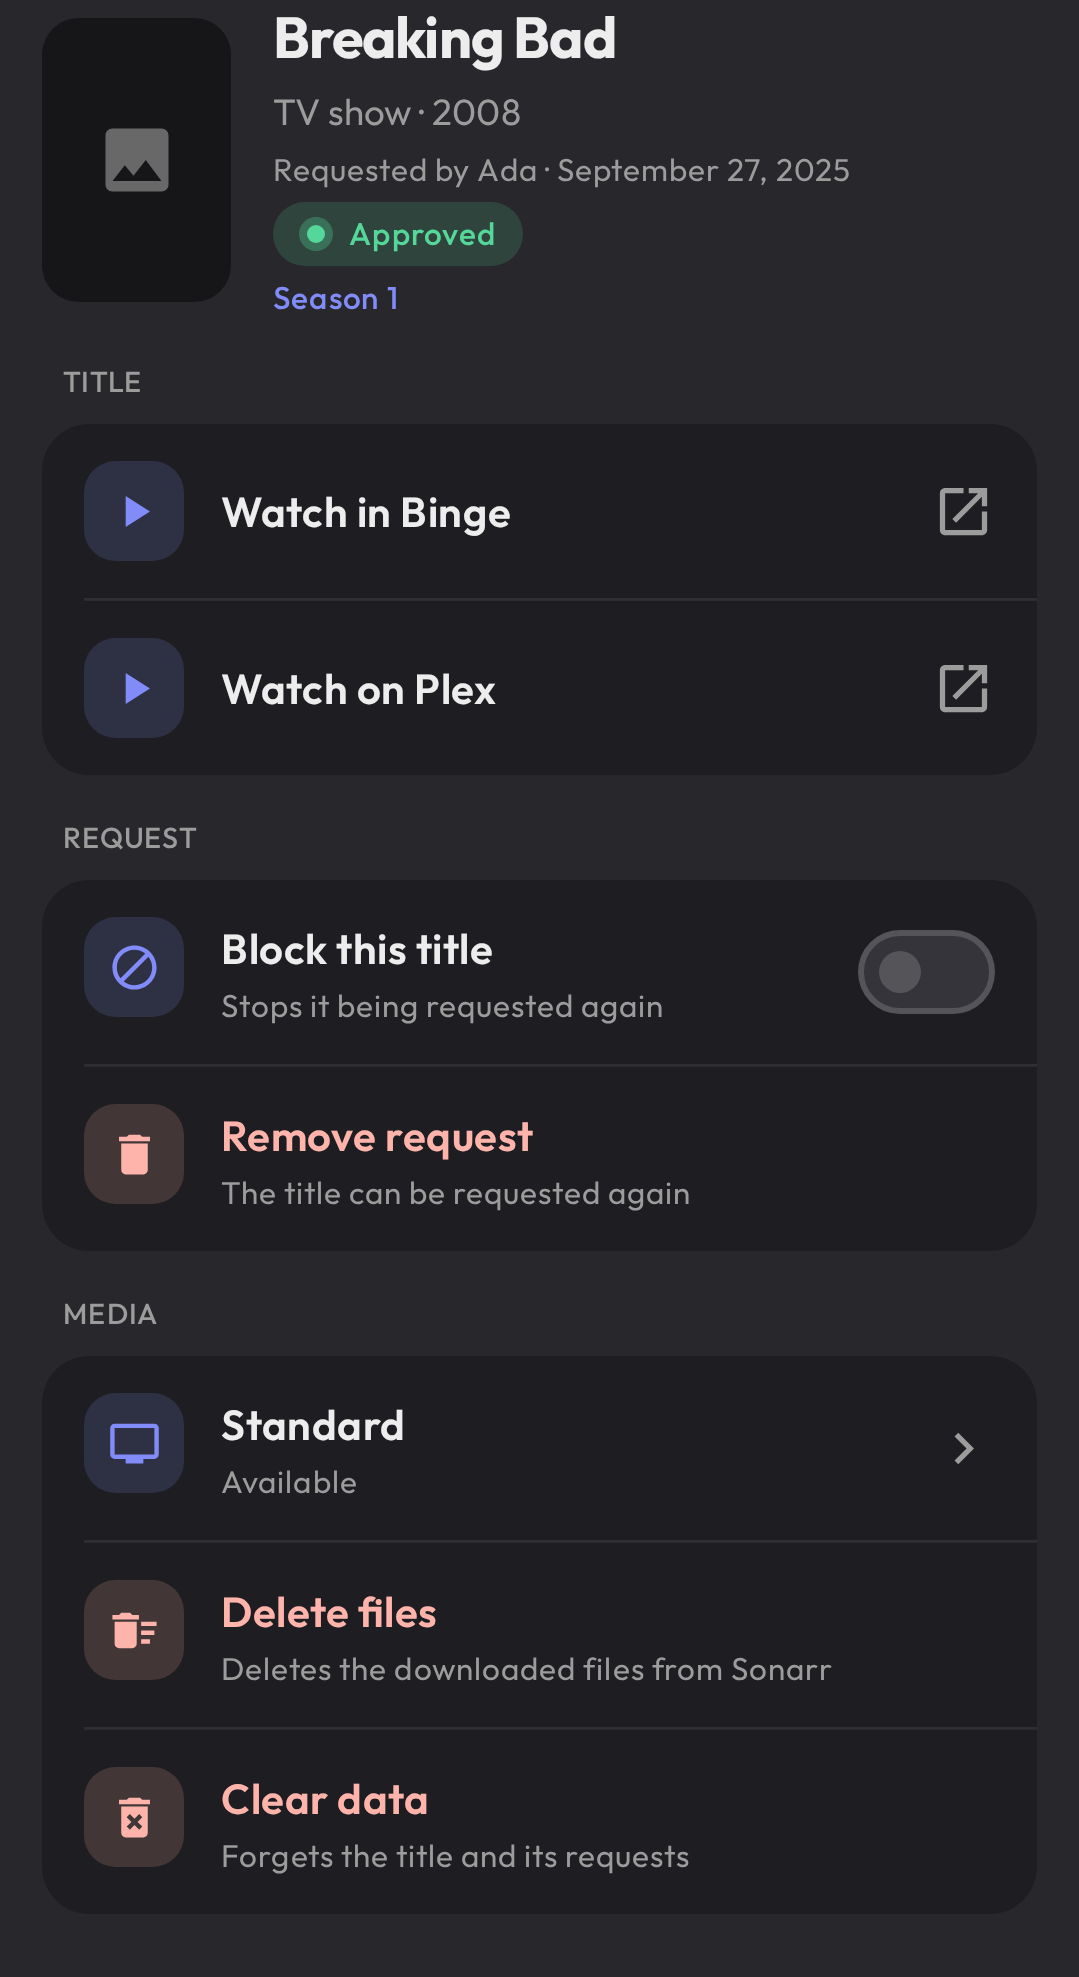 Breaking Bad
TV show · 2008
Requested by Ada · September 27, 2025
Approved
Season 1
TITLE
Watch in Binge
Watch on Plex
REQUEST
Block this title
Stops it being requested again
Remove request
The title can be requested again
MEDIA
Standard
Available
Delete files
Deletes the downloaded files from Sonarr
Clear data
Forgets the title and its requests